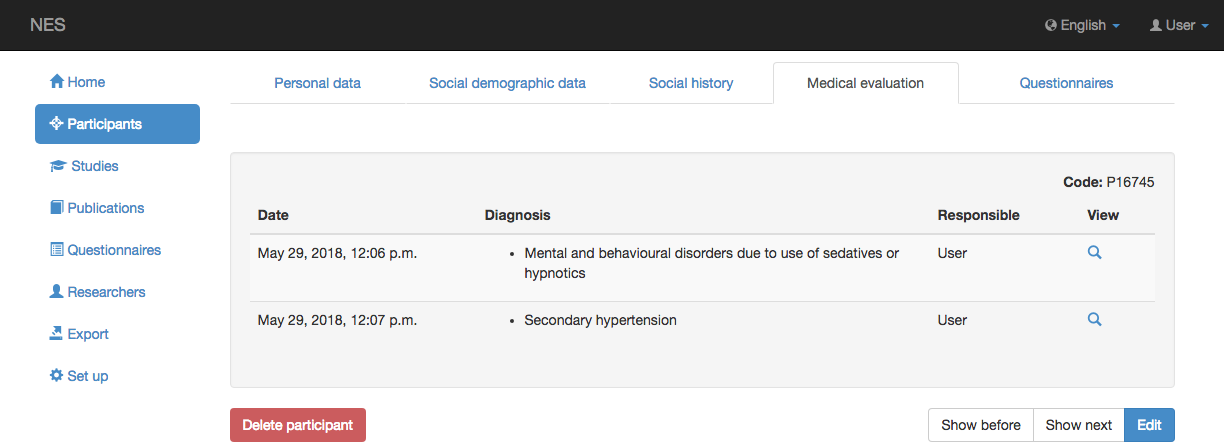 NES
English
User
Home
Participants
Studies
Publications
Questionnaires
Researchers
Export
Set up
Personal data
Social demographic data
Social history
Medical evaluation
Questionnaires
Code: P16745
Date Diagnosis Responsible View
May 29, 2018, 12:06 p.m. • Mental and behavioural disorders due to use of sedatives or User
hypnotics
May 29, 2018, 12:07 p.m. • Secondary hypertension User
Delete participant
Show before
Show next
Edit